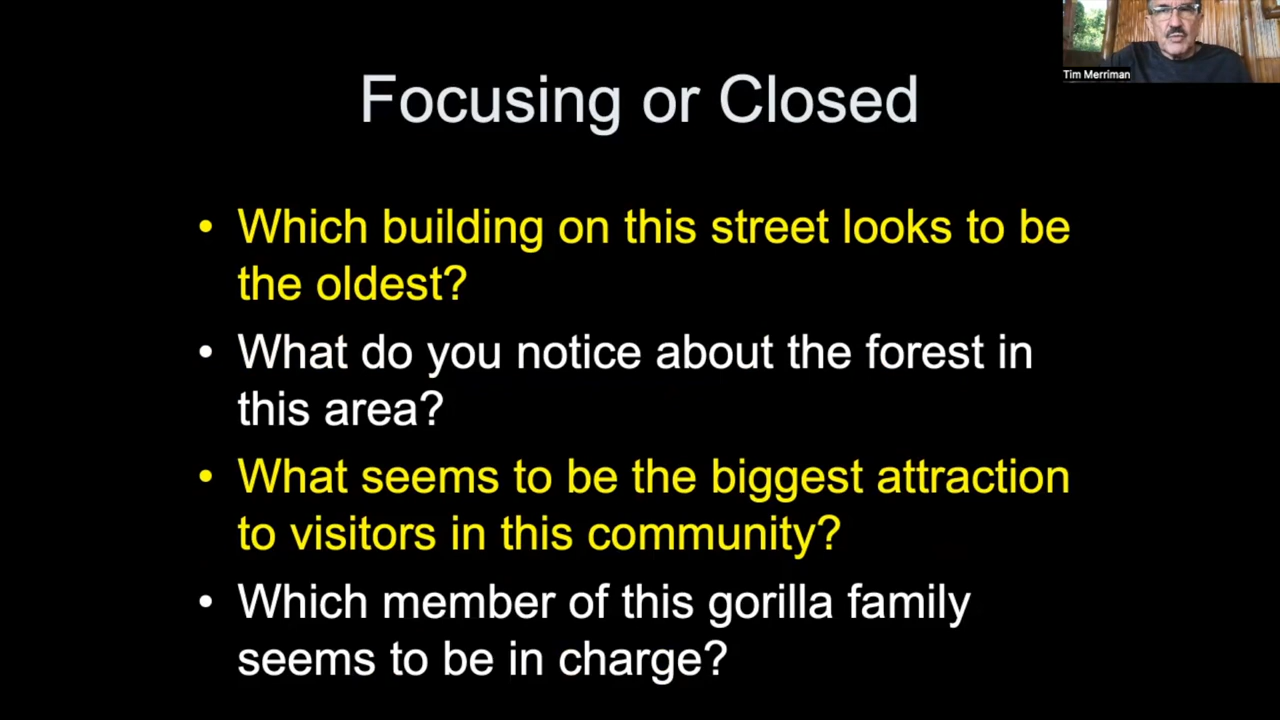 Tim Merriman
Focusing or Closed
• Which building on this street looks to be
the oldest?
• What do you notice about the forest in
this area?
• What seems to be the biggest attraction
to visitors in this community?
• Which member of this gorilla family
seems to be in charge?